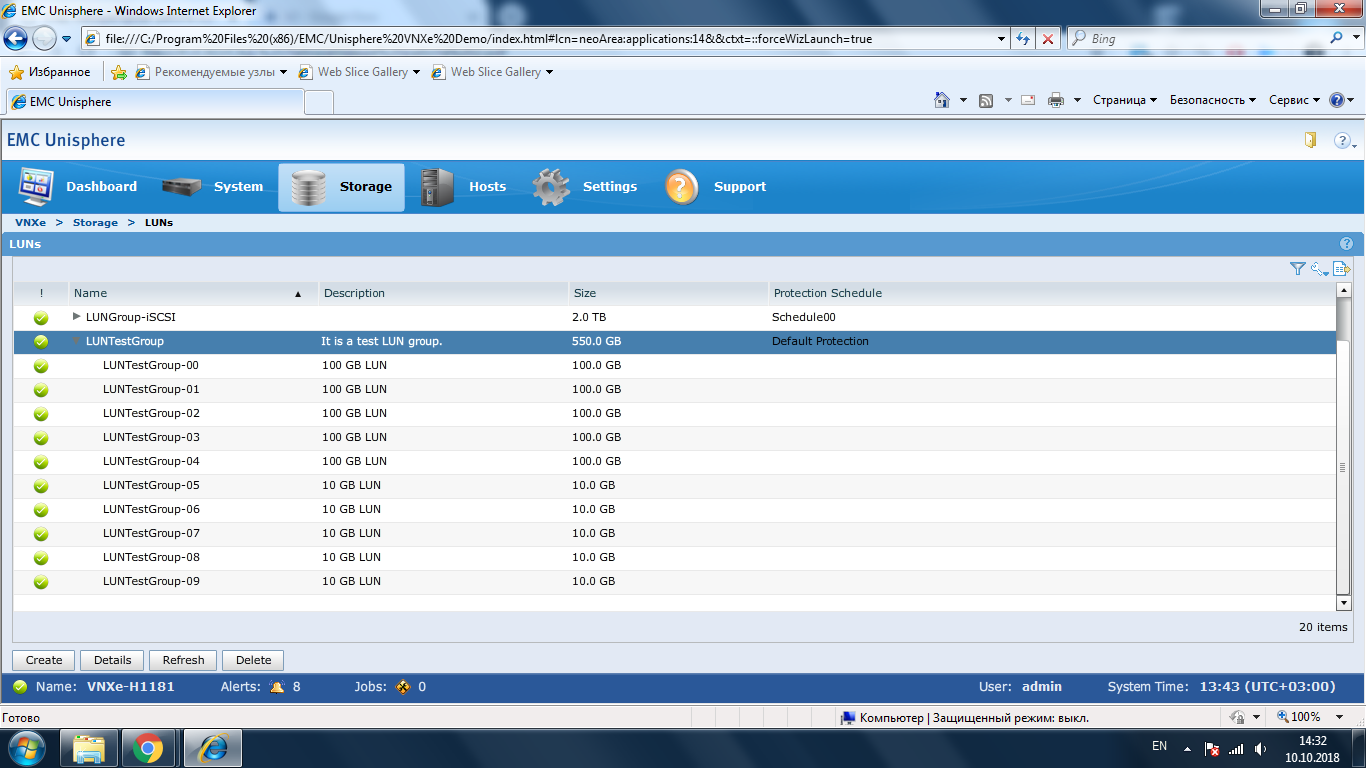 EMC Unisphere - Windows Internet Explorer
file:///C:/Program%20Files%20(x86)/EMC/Unisphere%20VNXe%20Demo/index.html#lcn=neoArea:applications:14&&ctxt=::forceWizLaunch=true
Bing
Избранное Рекомендуемые узлы Web Slice Gallery Web Slice Gallery
EMC Unisphere
Страница Безопасность Сервис
EMC Unisphere
Dashboard System Storage Hosts Settings Support
VNXe > Storage > LUNs
LUNs
! Name Description Size Protection Schedule
LUNGroup-iSCSI 2.0 TB Schedule00
LUNTestGroup It is a test LUN group. 550.0 GB Default Protection
LUNTestGroup-00 100 GB LUN 100.0 GB
LUNTestGroup-01 100 GB LUN 100.0 GB
LUNTestGroup-02 100 GB LUN 100.0 GB
LUNTestGroup-03 100 GB LUN 100.0 GB
LUNTestGroup-04 100 GB LUN 100.0 GB
LUNTestGroup-05 10 GB LUN 10.0 GB
LUNTestGroup-06 10 GB LUN 10.0 GB
LUNTestGroup-07 10 GB LUN 10.0 GB
LUNTestGroup-08 10 GB LUN 10.0 GB
LUNTestGroup-09 10 GB LUN 10.0 GB
20 items
Create Details Refresh Delete
Name: VNXe-H1181 Alerts: 8 Jobs: 0 User: admin System Time: 13:43 (UTC+03:00)
Готово Компьютер | Защищенный режим: выкл. 100%
EN 14:32
10.10.2018